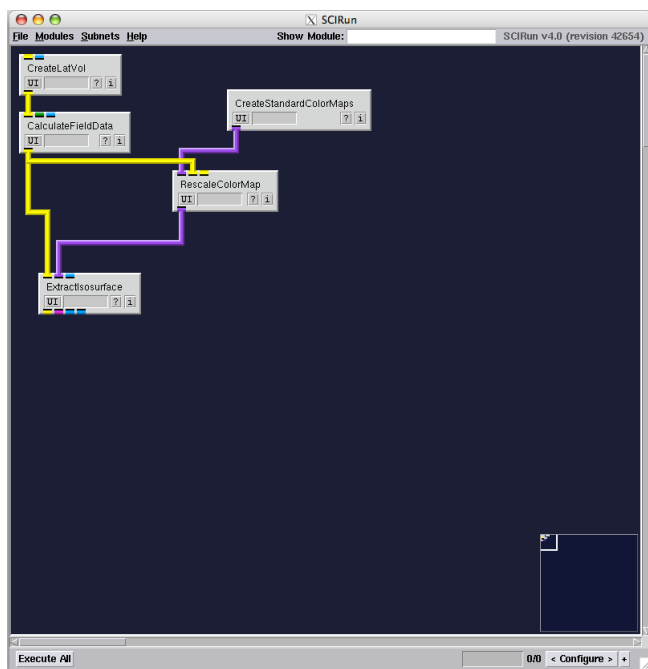 SCIRun
File Modules Subnets Help Show Module: SCIRun v4.0 (revision 42654)
CreateLatVol
UI ? i
CreateStandardColorMaps
UI ? i
CalculateFieldData
UI ? i
RescaleColorMap
UI ? i
ExtractIsosurface
UI ? i
Execute All 0/0 < Configure > +